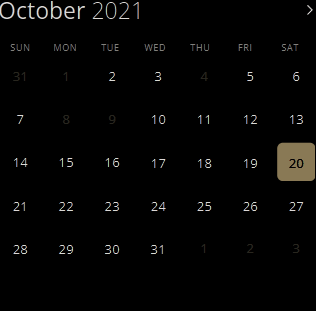 October 2021
SUN MON TUE WED THU FRI SAT
31 1 2 3 4 5 6
7 8 9 10 11 12 13
14 15 16 17 18 19 20
21 22 23 24 25 26 27
28 29 30 31 1 2 3